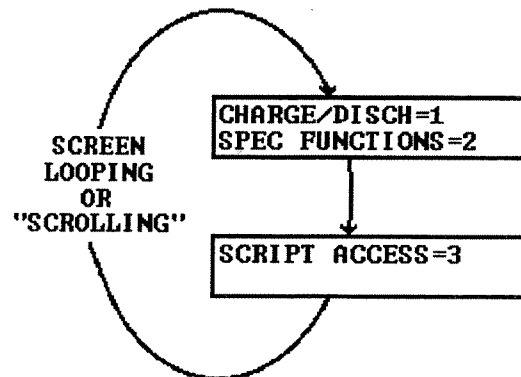 CHARGE/DISCH=1
SPEC FUNCTIONS=2
SCREEN
LOOPING
OR
"SCROLLING"
SCRIPT ACCESS=3